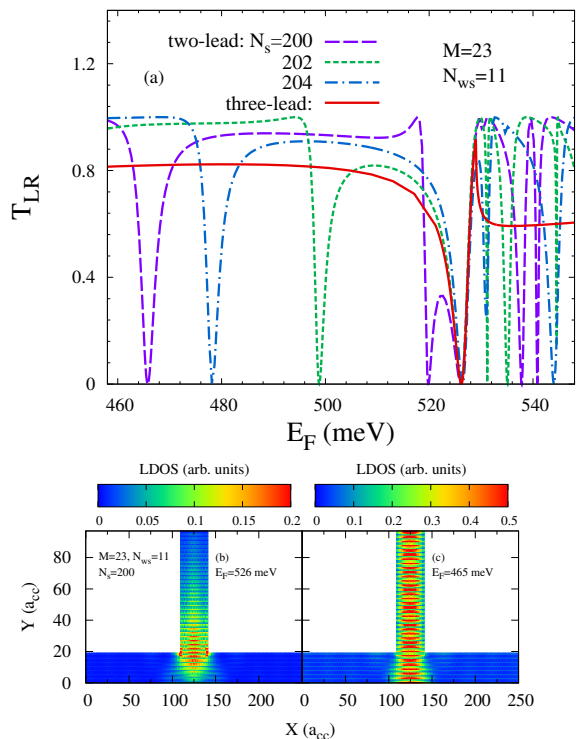 two-lead: N_s=200
202
204
three-lead:
(a)
M=23
N_ws=11
1.2
0.8
0.4
0
T_LR
460 480 500 520 540
E_F (meV)
LDOS (arb. units) LDOS (arb. units)
0 0.05 0.1 0.15 0.2 0 0.1 0.2 0.3 0.4 0.5
M=23, N_ws=11 (b) (c)
N_s=200 E_F=526 meV E_F=465 meV
80
60
40
20
0
Y (a_cc)
0 50 100 150 200 0 50 100 150 200 250
X (a_cc)